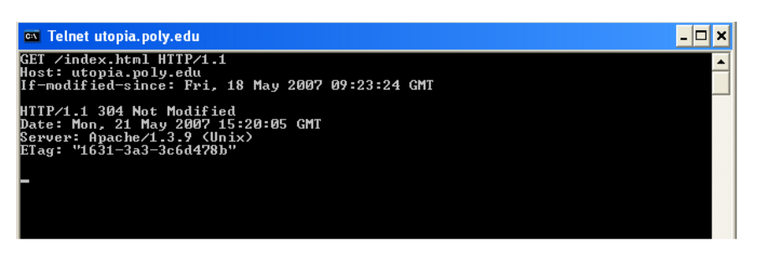 Telnet utopia.poly.edu
GET /index.html HTTP/1.1
Host: utopia.poly.edu
If-modified-since: Fri, 18 May 2007 09:23:24 GMT
HTTP/1.1 304 Not Modified
Date: Mon, 21 May 2007 15:20:05 GMT
Server: Apache/1.3.9 (Unix)
ETag: "1631-3a3-3c6d478b"